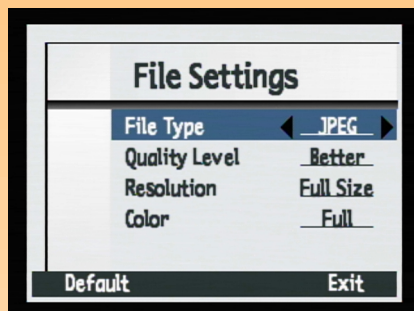 File Settings
File Type JPEG
Quality Level Better
Resolution Full Size
Color Full
Default Exit